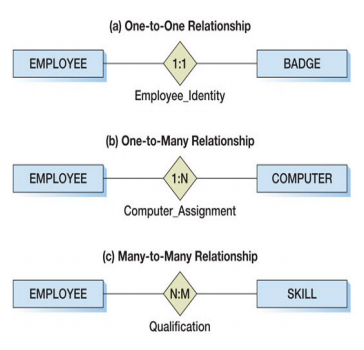 (a) One-to-One Relationship
EMPLOYEE 1:1 BADGE
Employee_Identity
(b) One-to-Many Relationship
EMPLOYEE 1:N COMPUTER
Computer_Assignment
(c) Many-to-Many Relationship
EMPLOYEE N:M SKILL
Qualification